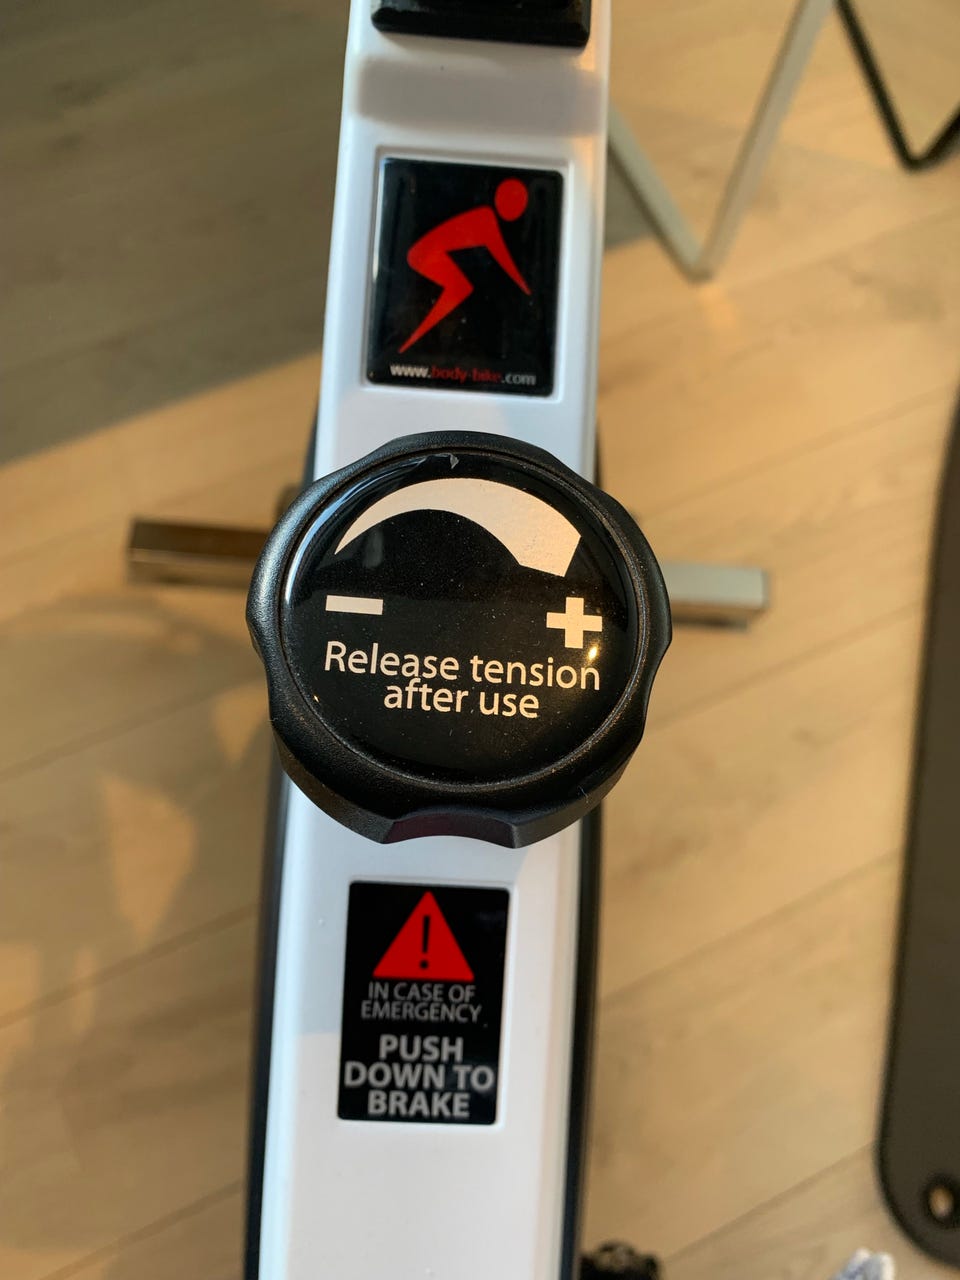 www.body-bike.com
− +
Release tension
after use
!
IN CASE OF
EMERGENCY
PUSH
DOWN TO
BRAKE